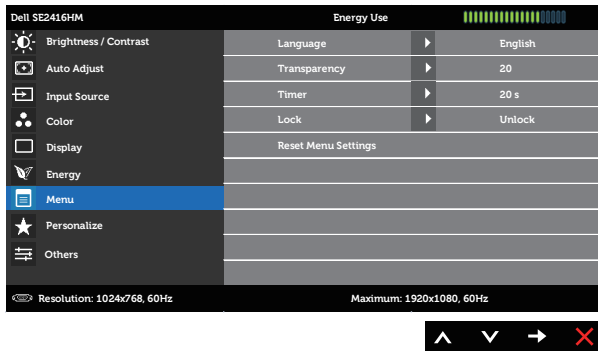 Dell SE2416HM Energy Use
Brightness / Contrast
Auto Adjust
Input Source
Color
Display
Energy
Menu
Personalize
Others
Language English
Transparency 20
Timer 20 s
Lock Unlock
Reset Menu Settings
Resolution: 1024x768, 60Hz Maximum: 1920x1080, 60Hz